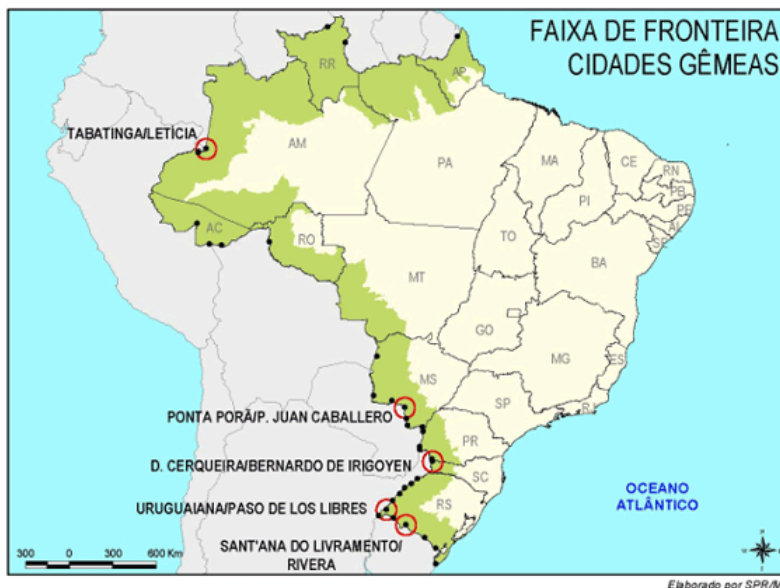 FAIXA DE FRONTEIRA
CIDADES GÊMEAS
RR
AP
TABATINGA/LETÍCIA
AM
PA
MA
CE
RN
PB
PE
AL
SE
PI
AC
RO
TO
BA
MT
GO
MG
ES
MS
SP
RJ
PONTA PORÃ/P. JUAN CABALLERO
PR
D. CERQUEIRA/BERNARDO DE IRIGOYEN
SC
URUGUAIANA/PASO DE LOS LIBRES
RS
OCEANO
ATLÂNTICO
SANT'ANA DO LIVRAMENTO/
RIVERA
300 0 300 600 Km
Elaborado por SPR/M